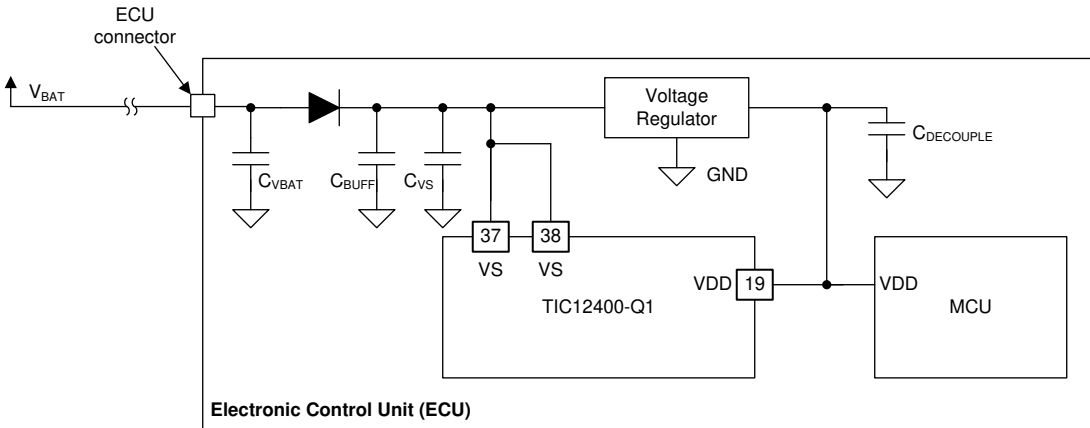 ECU
connector
V_BAT
Voltage
Regulator
C_VBAT
C_BUFF
C_VS
GND
C_DECOUPLE
37
38
VS
VS
VDD
19
VDD
TIC12400-Q1
MCU
Electronic Control Unit (ECU)